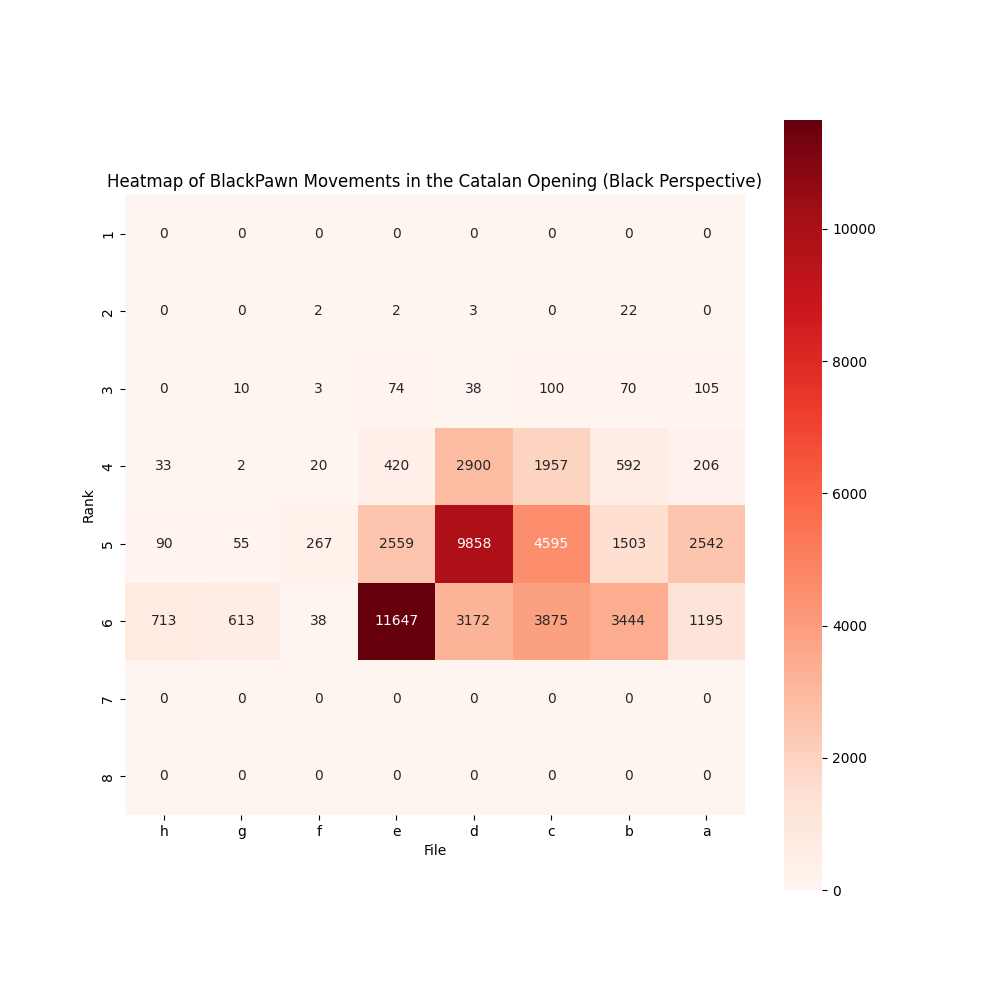 Heatmap of BlackPawn Movements in the Catalan Opening (Black Perspective)
1 0 0 0 0 0 0 0 0
2 0 0 2 2 3 0 22 0
3 0 10 3 74 38 100 70 105
4 33 2 20 420 2900 1957 592 206
5 90 55 267 2559 9858 4595 1503 2542
6 713 613 38 11647 3172 3875 3444 1195
7 0 0 0 0 0 0 0 0
8 0 0 0 0 0 0 0 0
h g f e d c b a
File
Rank
10000
8000
6000
4000
2000
0